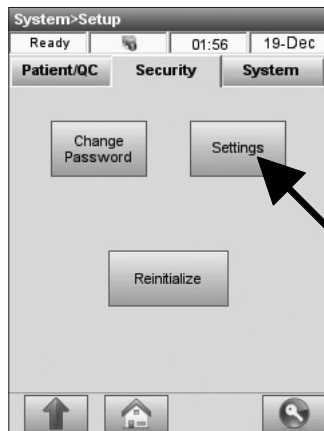 System>Setup
Ready 01:56 19-Dec
Patient/QC Security System
Change
Password
Settings
Reinitialize